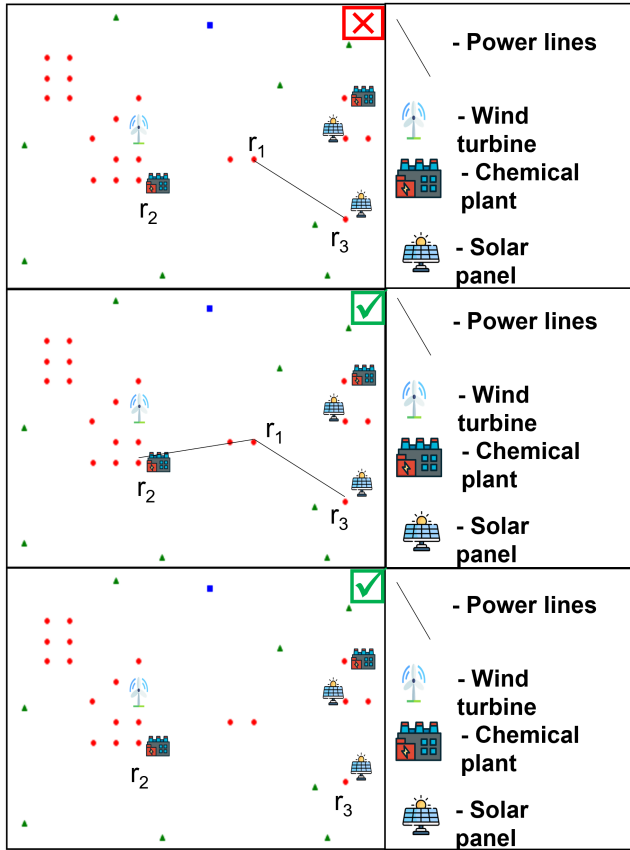 - Power lines
r1
- Wind
turbine
- Chemical
plant
r2
r3
- Solar
panel
- Power lines
- Wind
turbine
r1
- Chemical
plant
r2
r3
- Solar
panel
- Power lines
- Wind
turbine
- Chemical
plant
r2
r3
- Solar
panel